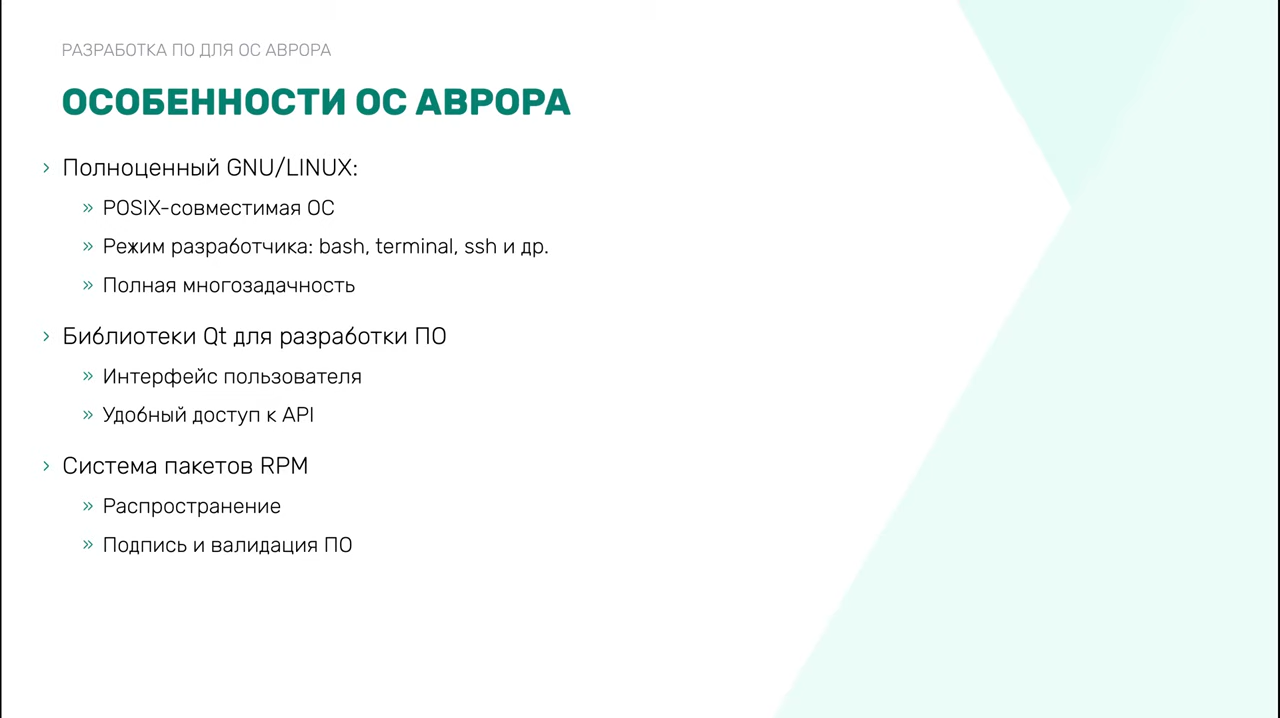 РАЗРАБОТКА ПО ДЛЯ ОС АВРОРА
ОСОБЕННОСТИ ОС АВРОРА
› Полноценный GNU/LINUX:
» POSIX-совместимая ОС
» Режим разработчика: bash, terminal, ssh и др.
» Полная многозадачность
› Библиотеки Qt для разработки ПО
» Интерфейс пользователя
» Удобный доступ к API
› Система пакетов RPM
» Распространение
» Подпись и валидация ПО